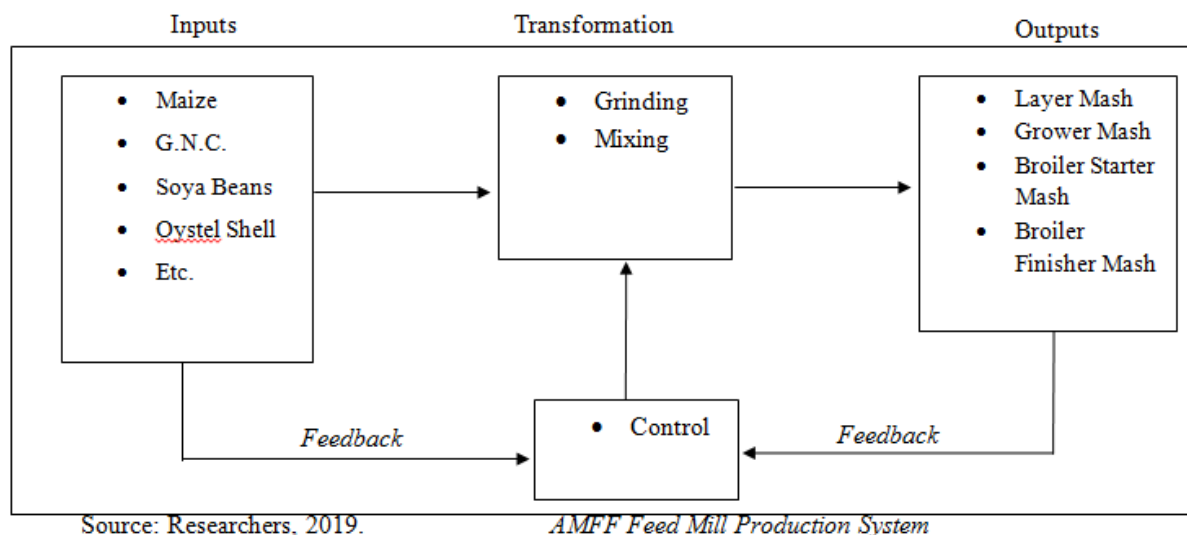 Inputs
Transformation
Outputs
• Maize
• G.N.C.
• Soya Beans
• Oystel Shell
• Etc.
• Grinding
• Mixing
• Layer Mash
• Grower Mash
• Broiler Starter
Mash
• Broiler
Finisher Mash
• Control
Feedback
Feedback
Source: Researchers, 2019.
AMFF Feed Mill Production System